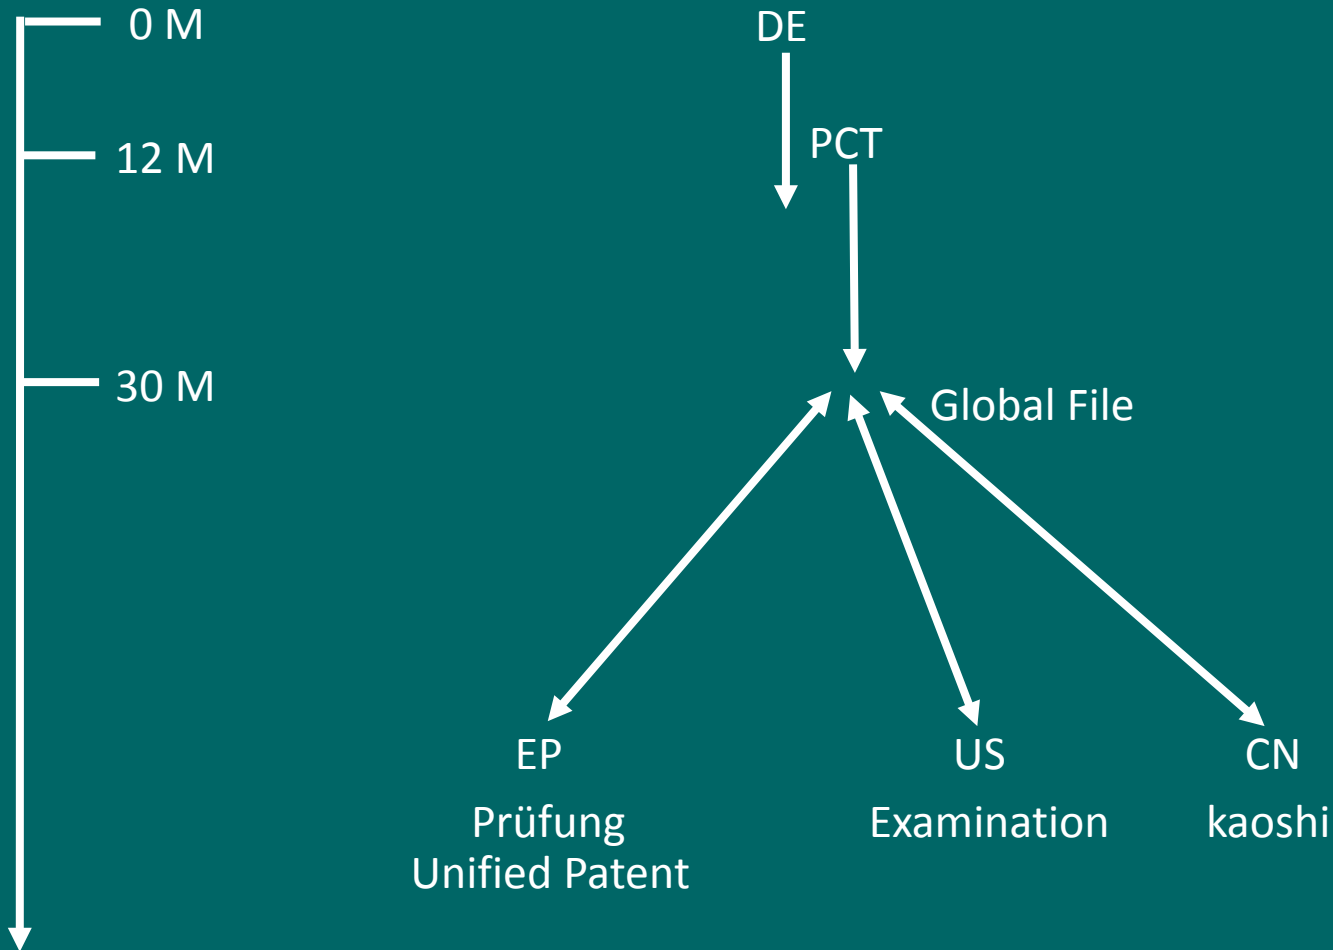 0 M
DE
PCT
12 M
30 M
Global File
EP
US
CN
Prüfung
Examination
kaoshi
Unified Patent